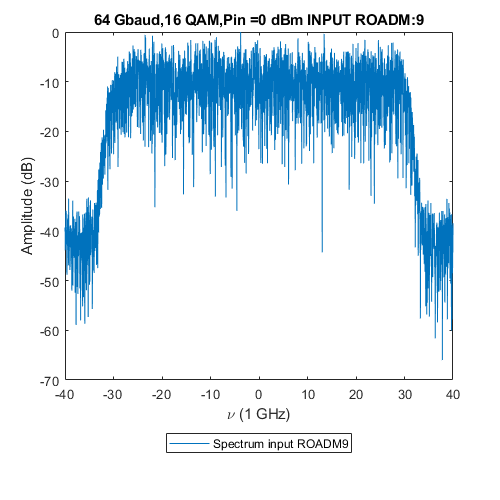 64 Gbaud,16 QAM,Pin =0 dBm INPUT ROADM:9
Amplitude (dB)
0
-10
-20
-30
-40
-50
-60
-70
-40 -30 -20 -10 0 10 20 30 40
ν (1 GHz)
Spectrum input ROADM9